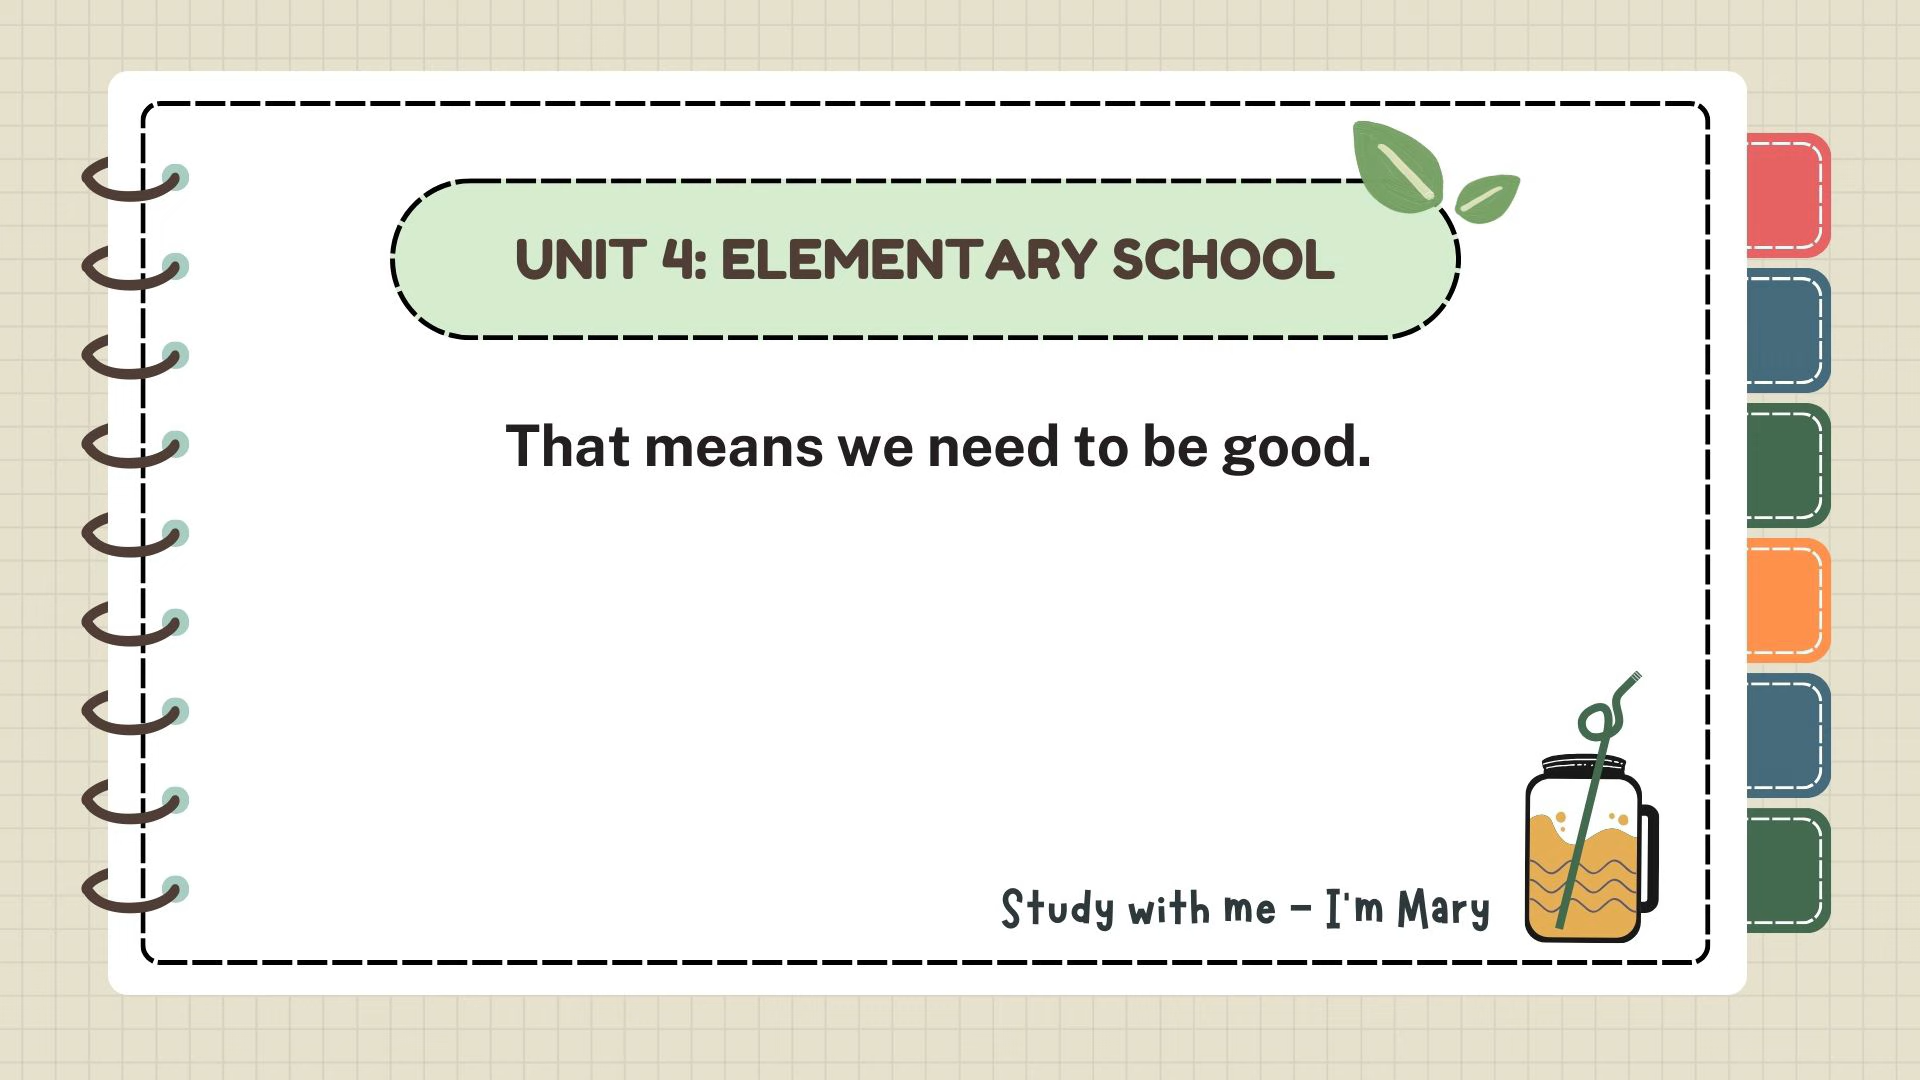 UNIT 4: ELEMENTARY SCHOOL
That means we need to be good.
Study with me – I'm Mary